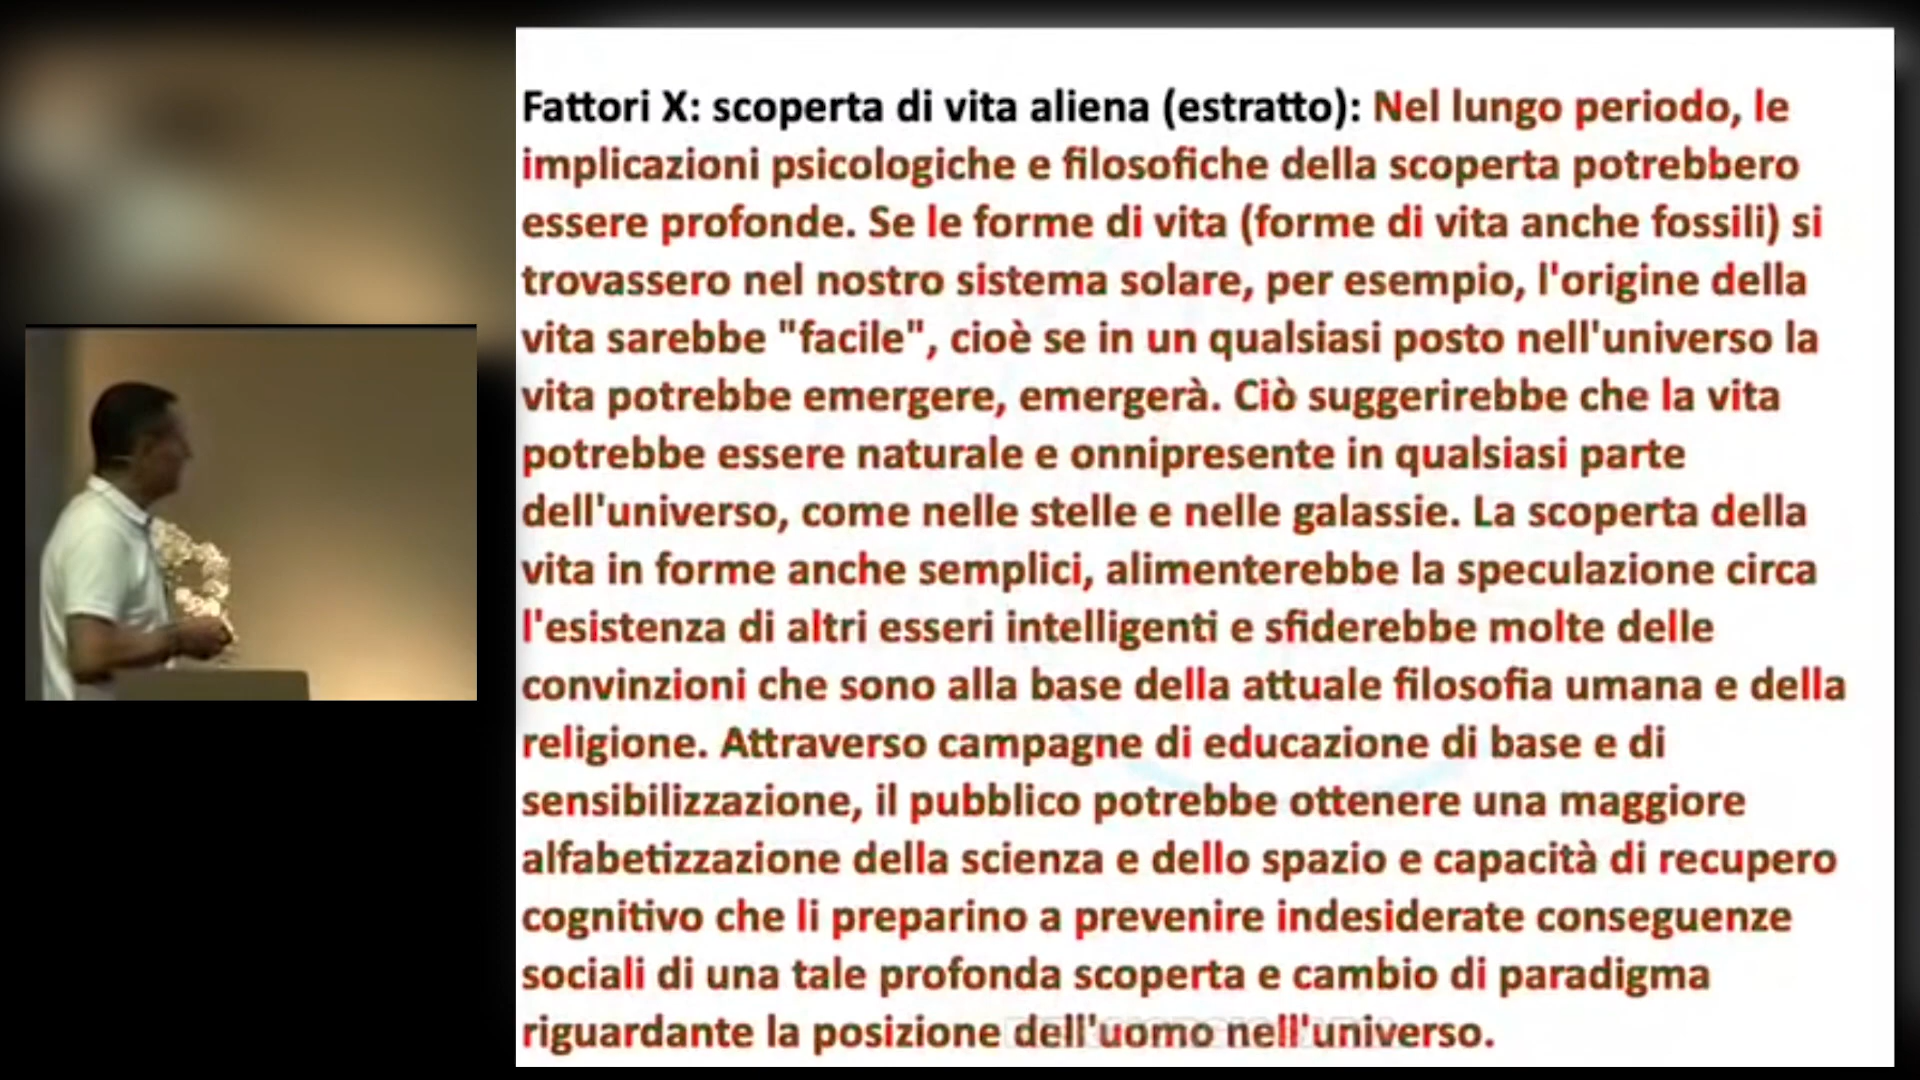 Fattori X: scoperta di vita aliena (estratto): Nel lungo periodo, le
implicazioni psicologiche e filosofiche della scoperta potrebbero
essere profonde. Se le forme di vita (forme di vita anche fossili) si
trovassero nel nostro sistema solare, per esempio, l'origine della
vita sarebbe "facile", cioè se in un qualsiasi posto nell'universo la
vita potrebbe emergere, emergerà. Ciò suggerirebbe che la vita
potrebbe essere naturale e onnipresente in qualsiasi parte
dell'universo, come nelle stelle e nelle galassie. La scoperta della
vita in forme anche semplici, alimenterebbe la speculazione circa
l'esistenza di altri esseri intelligenti e sfiderebbe molte delle
convinzioni che sono alla base della attuale filosofia umana e della
religione. Attraverso campagne di educazione di base e di
sensibilizzazione, il pubblico potrebbe ottenere una maggiore
alfabetizzazione della scienza e dello spazio e capacità di recupero
cognitivo che li preparino a prevenire indesiderate conseguenze
sociali di una tale profonda scoperta e cambio di paradigma
riguardante la posizione dell'uomo nell'universo.